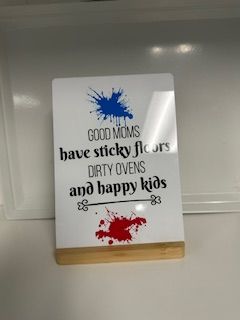 GOOD MOMS
have sticky floors
DIRTY OVENS
and happy kids